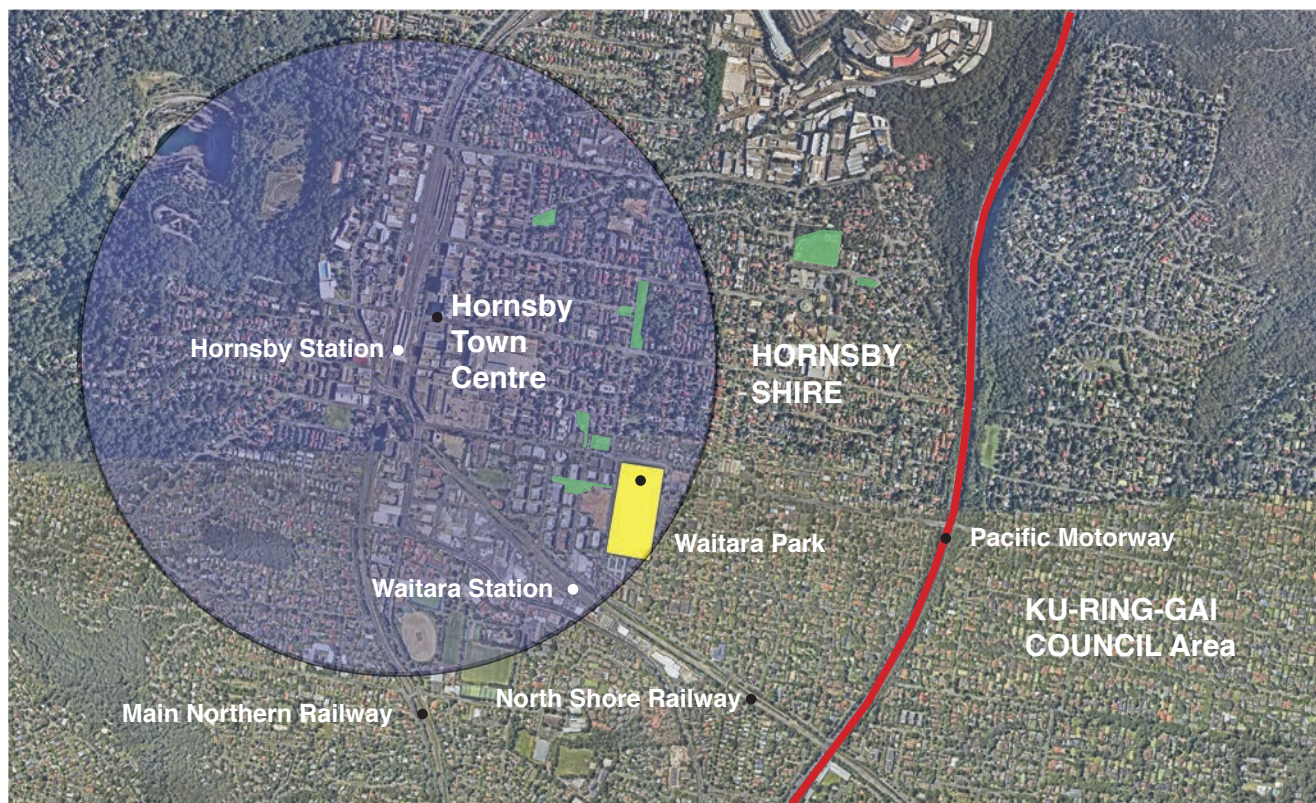 Hornsby
Town
Centre
Hornsby Station
HORNSBY
SHIRE
Waitara Park
Pacific Motorway
Waitara Station
KU-RING-GAI
COUNCIL Area
North Shore Railway
Main Northern Railway